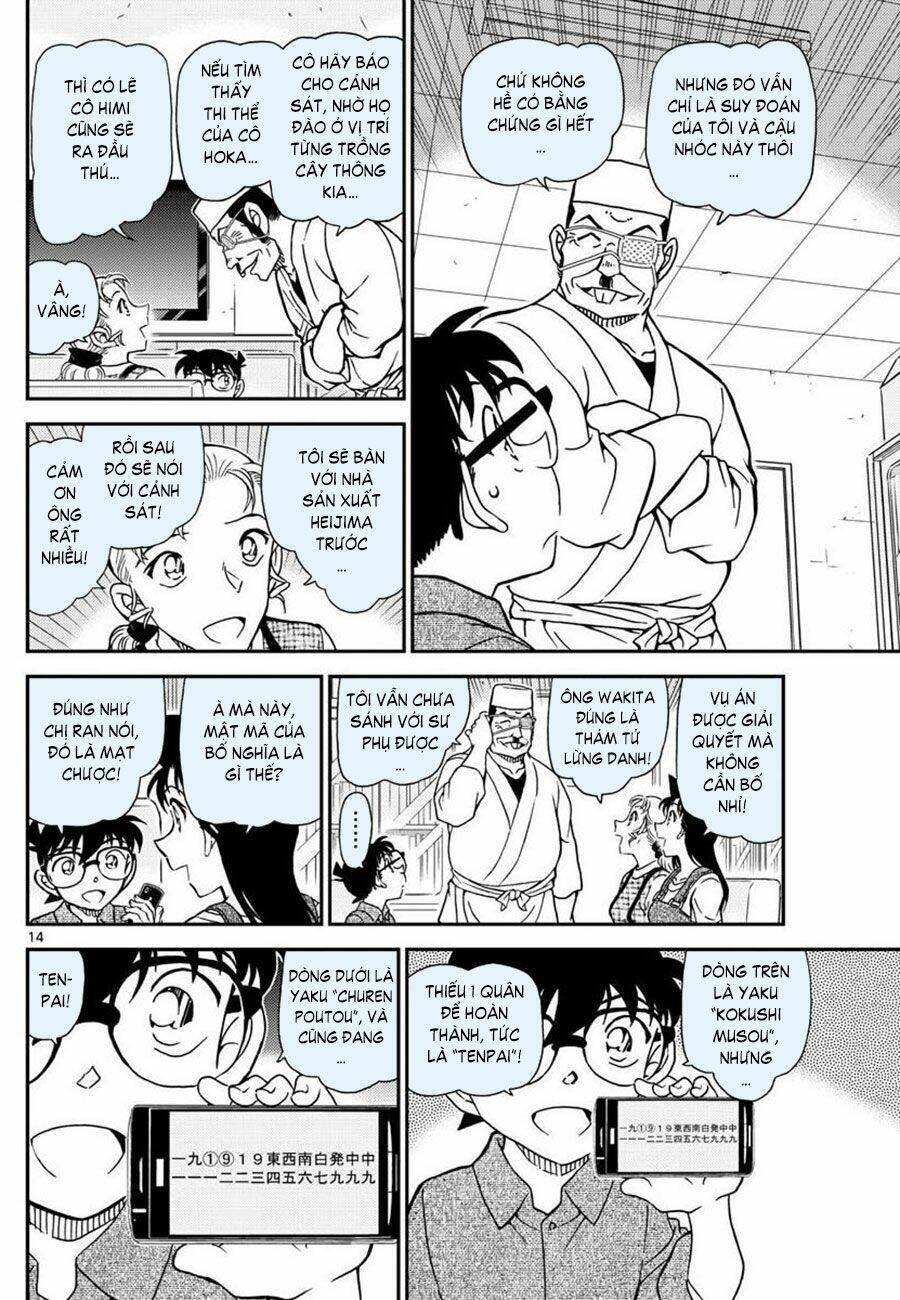 NHƯNG ĐÓ VẪN
CHỈ LÀ SUY ĐOÁN
CỦA TÔI VÀ CẬU
NHÓC NÀY THÔI
...
CHỨ KHÔNG
HỀ CÓ BẰNG
CHỨNG GÌ HẾT
...
CÔ HÃY BÁO
CHO CẢNH
SÁT, NHỜ HỌ
ĐÀO Ở VỊ TRÍ
TỪNG TRỒNG
CÂY THÔNG
KIA...
NẾU TÌM
THẤY
THI THỂ
CỦA CÔ
HOKA...
THÌ CÓ LẼ
CÔ HIMI
CŨNG SẼ
RA ĐẦU
THÚ...
À,
VÂNG!
TÔI SẼ BÀN
VỚI NHÀ
SẢN XUẤT
HEIJIMA
TRƯỚC
...
RỒI SAU
ĐÓ SẼ NÓI
VỚI CẢNH
SÁT!
CẢM
ƠN
ÔNG
RẤT
NHIỀU!
VỤ ÁN
ĐƯỢC GIẢI
QUYẾT MÀ
KHÔNG
CẦN BỐ
NHỈ!
ÔNG WAKITA
ĐÚNG LÀ
THÁM TỬ
LỪNG DANH!
TÔI VẨN CHƯA
SÁNH VỚI SƯ
PHỤ ĐƯỢC
...
......
À MÀ NÀY,
MẬT MÃ CỦA
BỐ NGHĨA LÀ
GÌ THẾ?
ĐÚNG NHƯ
CHỊ RAN NÓI,
ĐÓ LÀ MẠT
CHƯỢC!
14
DÒNG TRÊN
LÀ YAKU
"KOKUSHI
MUSOU",
NHƯNG
...
THIẾU 1 QUÂN
ĐỂ HOÀN
THÀNH, TỨC
LÀ "TENPAI"!
一九①⑨19東西南白発中中
一一一二二三四五六七九九九
DÒNG DƯỚI LÀ
YAKU "CHUREN
POUTOU", VÀ
CŨNG ĐANG
...
TEN-
PAI!
一九①⑨19東西南白発中中
一一一二二三四五六七九九九